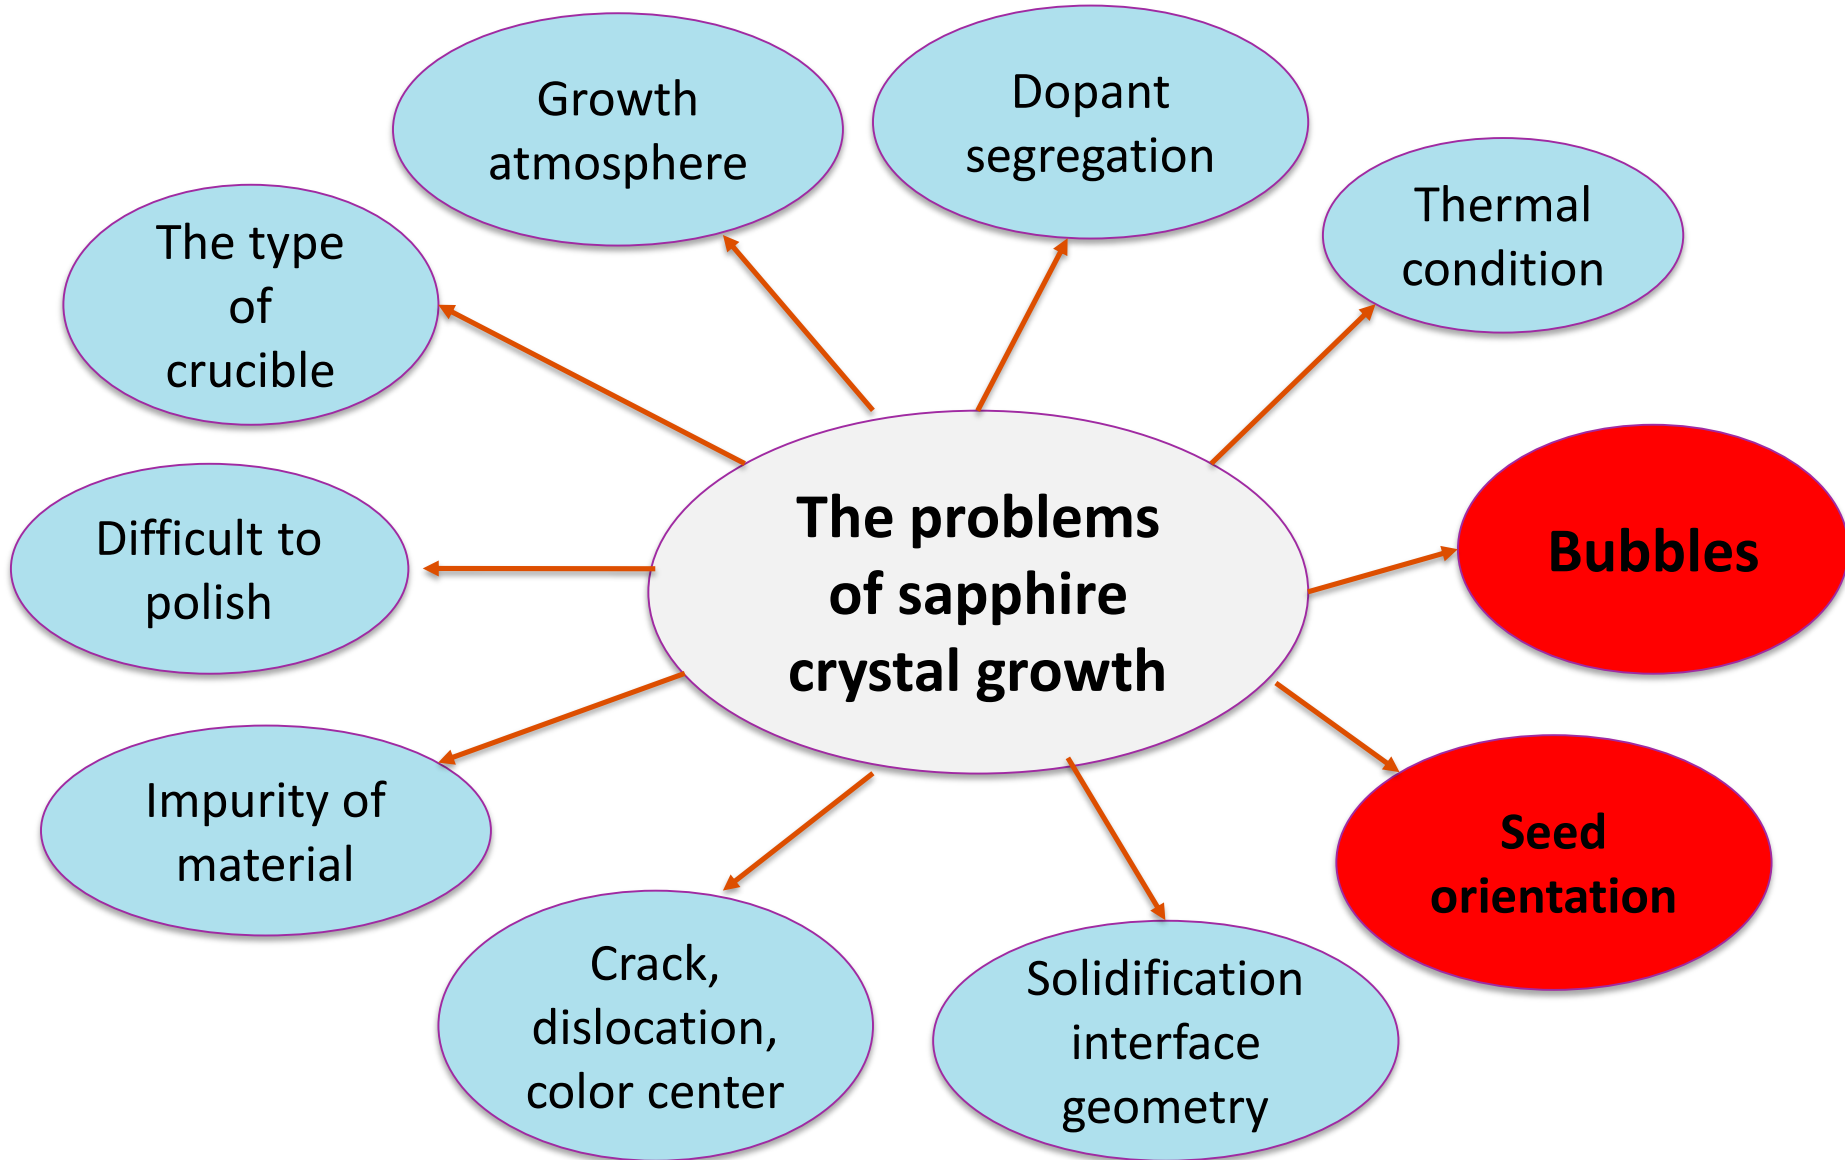 Growth
atmosphere
Dopant
segregation
Thermal
condition
The type
of
crucible
The problems
of sapphire
crystal growth
Bubbles
Difficult to
polish
Impurity of
material
Seed
orientation
Crack,
dislocation,
color center
Solidification
interface
geometry